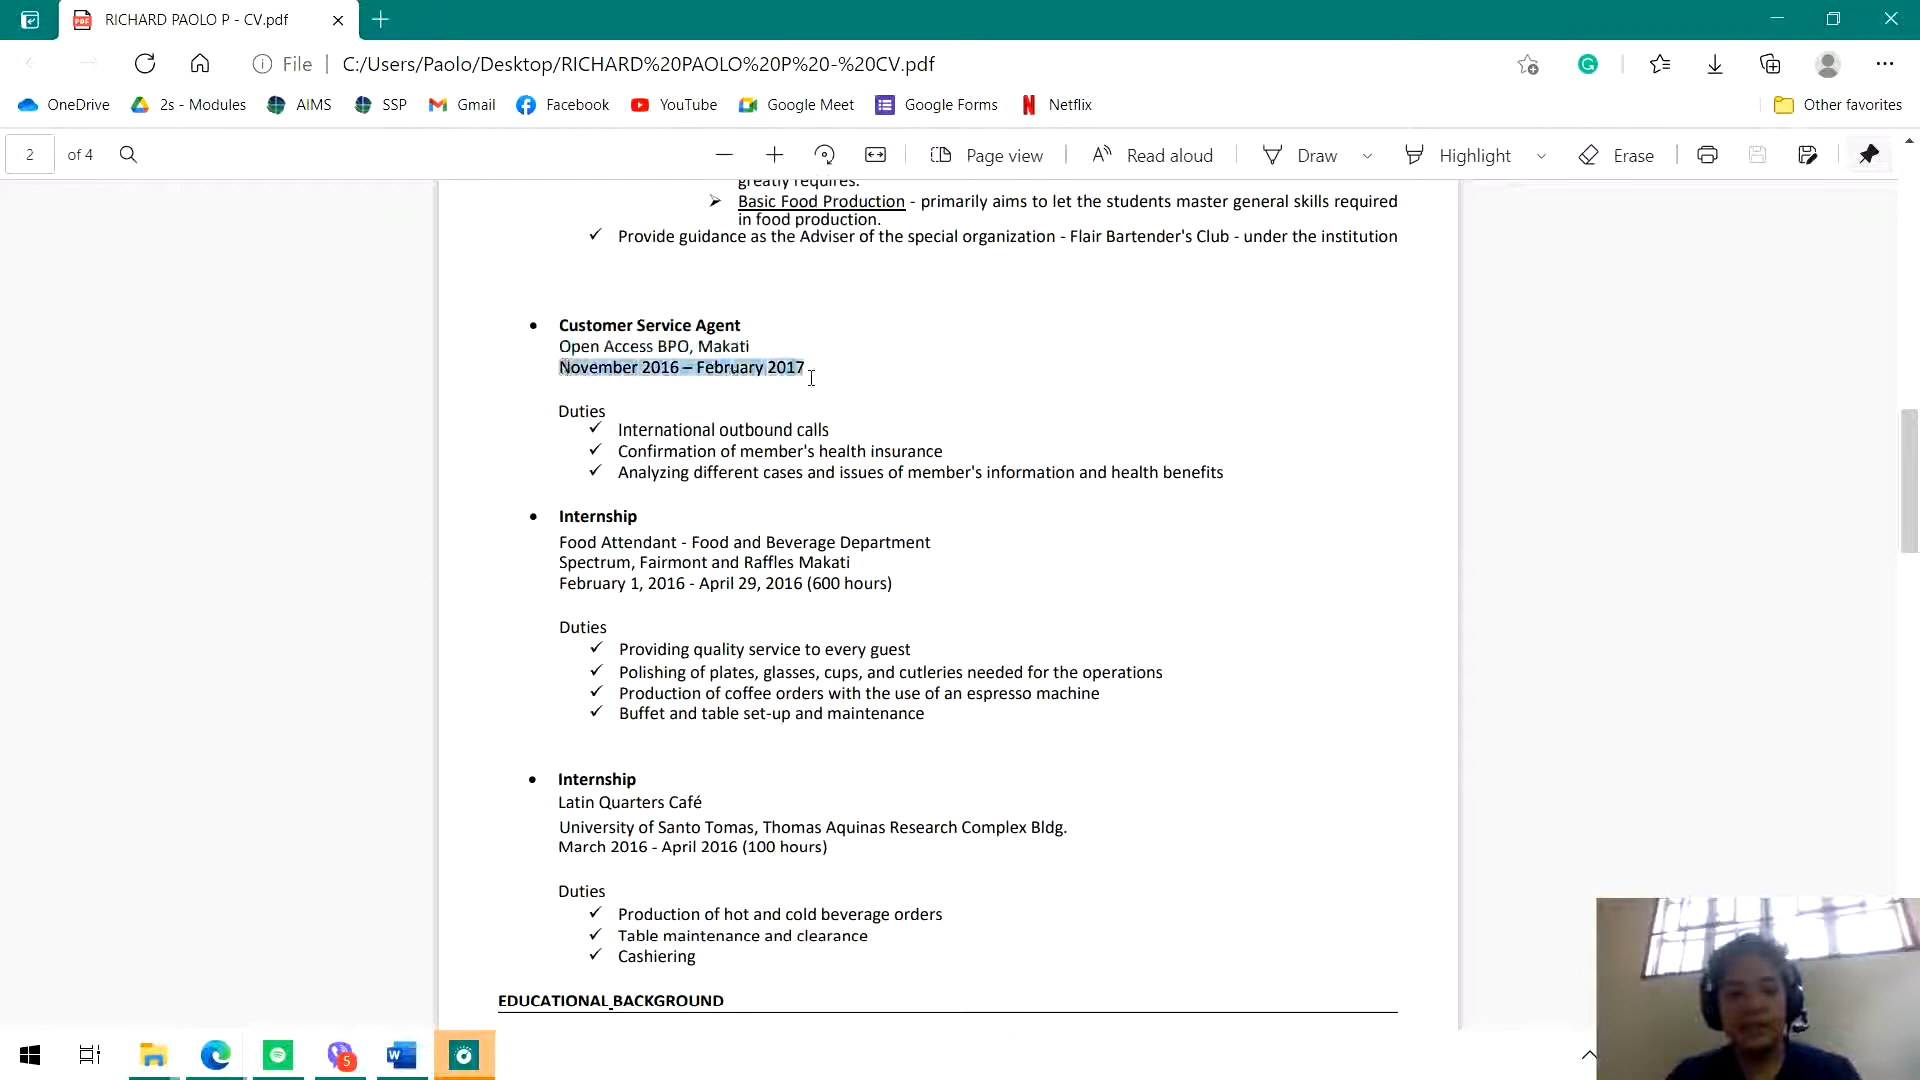 RICHARD PAOLO P - CV.pdf
File
C:/Users/Paolo/Desktop/RICHARD%20PAOLO%20P%20-%20CV.pdf
OneDrive
2s - Modules
AIMS
SSP
Gmail
Facebook
YouTube
Google Meet
Google Forms
Netflix
Other favorites
2 of 4
Page view
Read aloud
Draw
Highlight
Erase
greatly requires.
Basic Food Production - primarily aims to let the students master general skills required
in food production.
Provide guidance as the Adviser of the special organization - Flair Bartender's Club - under the institution
Customer Service Agent
Open Access BPO, Makati
November 2016 – February 2017
Duties
International outbound calls
Confirmation of member's health insurance
Analyzing different cases and issues of member's information and health benefits
Internship
Food Attendant - Food and Beverage Department
Spectrum, Fairmont and Raffles Makati
February 1, 2016 - April 29, 2016 (600 hours)
Duties
Providing quality service to every guest
Polishing of plates, glasses, cups, and cutleries needed for the operations
Production of coffee orders with the use of an espresso machine
Buffet and table set-up and maintenance
Internship
Latin Quarters Café
University of Santo Tomas, Thomas Aquinas Research Complex Bldg.
March 2016 - April 2016 (100 hours)
Duties
Production of hot and cold beverage orders
Table maintenance and clearance
Cashiering
EDUCATIONAL BACKGROUND
5